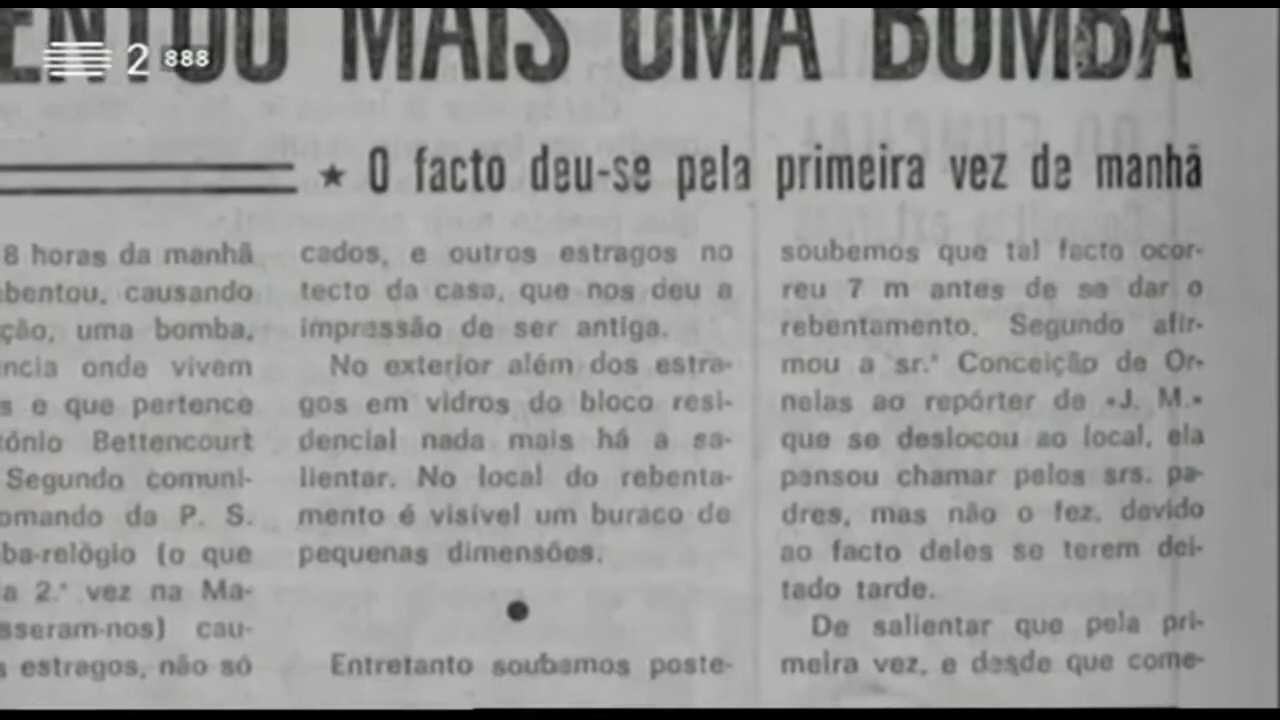 MAIS UMA BOMBA
2 888
★ O facto deu-se pela primeira vez de manhã
8 horas da manhã
bentou, causando
ção, uma bomba,
ncia onde vivem
s e que pertence
tónio Bettencourt
Segundo comuni-
omando da P. S.
ba-relògio (o que
a 2.ª vez na Ma-
sseram-nos) cau-
s estragos, não só
cados, e outros estragos no
tecto da casa, que nos deu a
impressão de ser antiga.
No exterior além dos estra-
gos em vidros do bloco resi-
dencial nada mais há a sa-
lientar. No local do rebenta-
mento é visível um buraco de
pequenas dimensões.
●
Entretanto soubemos poste-
soubemos que tal facto ocor-
reu 7 m antes de se dar o
rebentamento. Segundo afir-
mou a sr.ª Conceição de Or-
nelas ao repórter de «J. M.»
que se deslocou ao local, ela
pensou chamar pelos srs. pa-
dres, mas não o fez, devido
ao facto deles se terem dei-
tado tarde.
De salientar que pela pri-
meira vez, e desde que come-